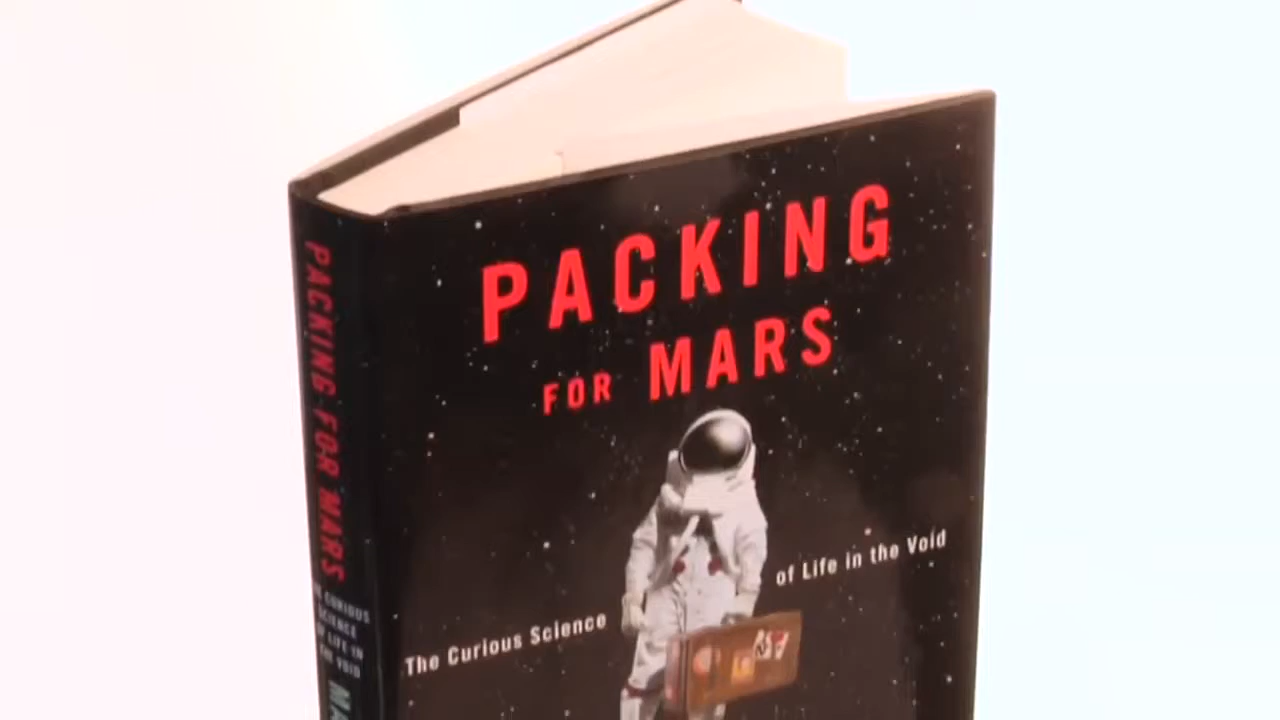 PACKING
FOR MARS
The Curious Science
of Life in the Void
PACKING FOR MARS
CURIOUS
SCIENCE
OF LIFE IN
THE VOID